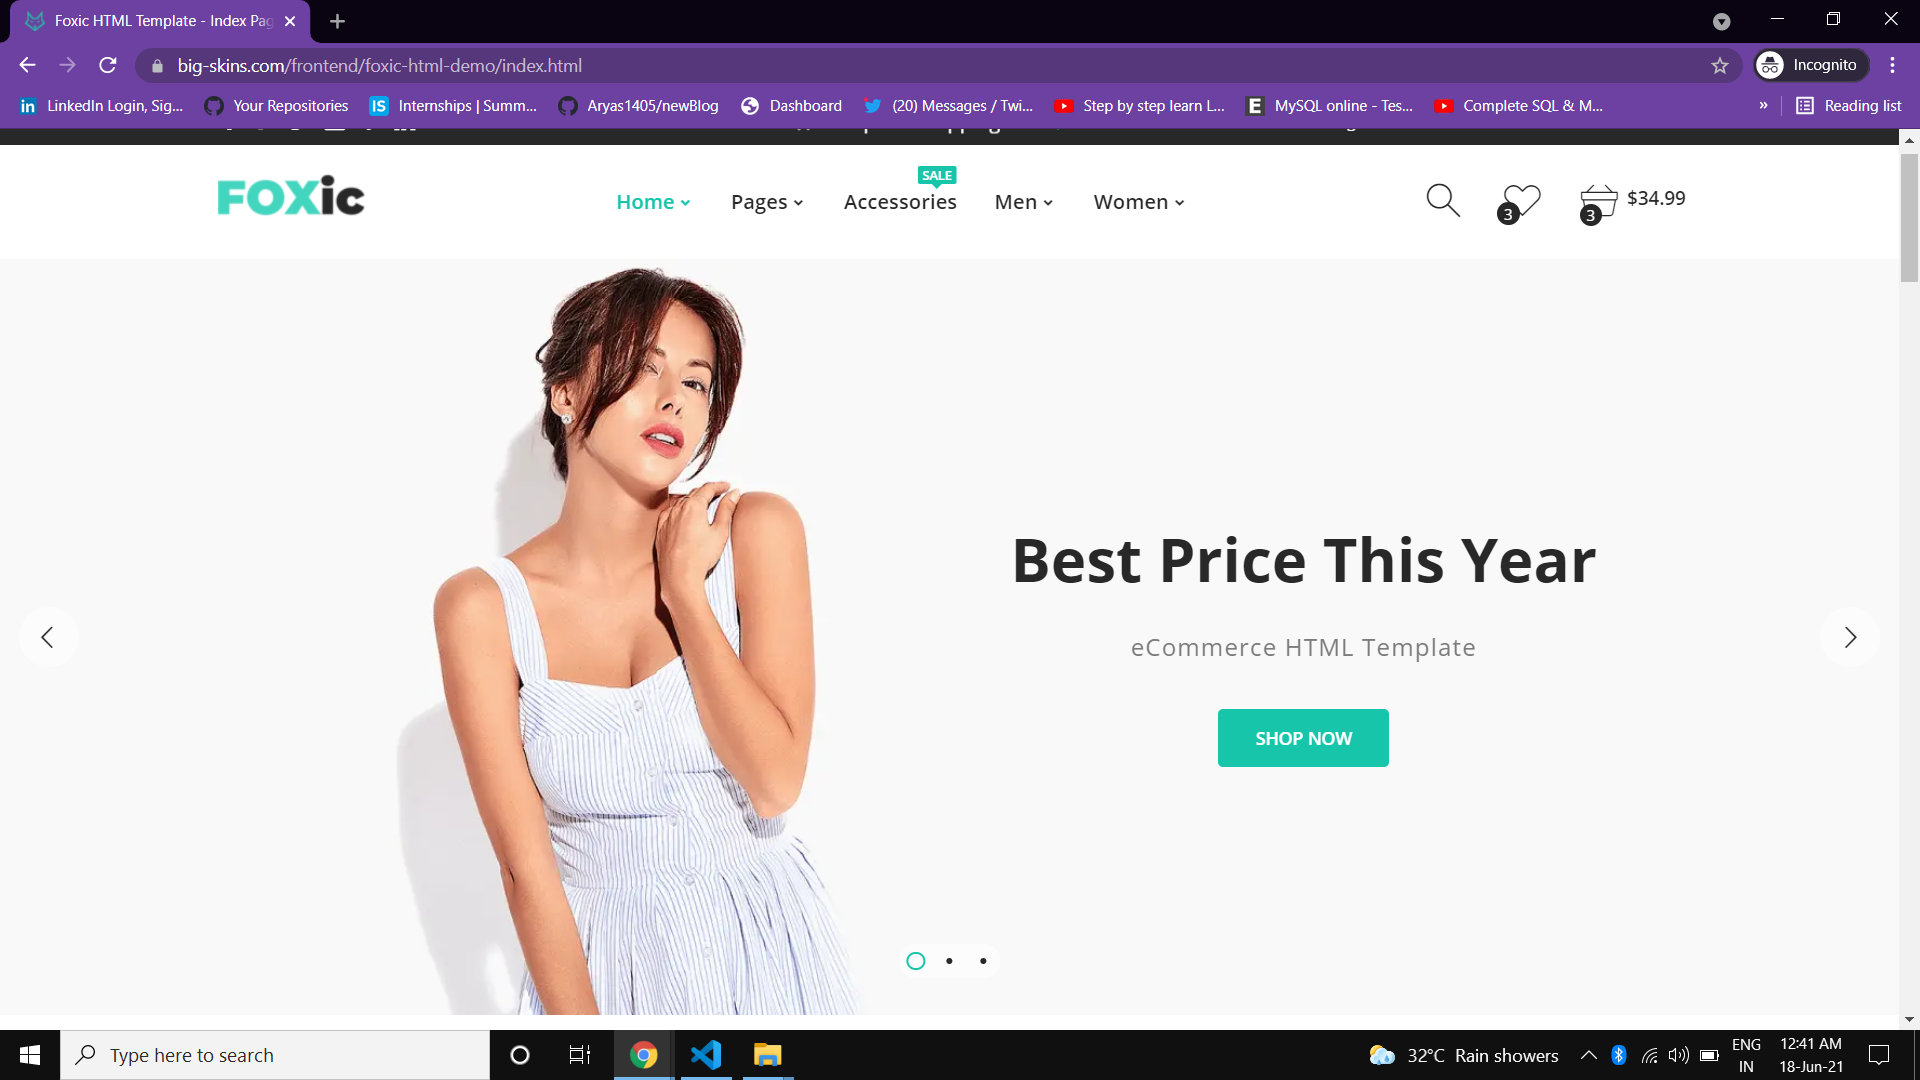 Foxic HTML Template - Index Pag
big-skins.com/frontend/foxic-html-demo/index.html
Incognito
LinkedIn Login, Sig...
Your Repositories
Internships | Summ...
Aryas1405/newBlog
Dashboard
(20) Messages / Twi...
Step by step learn L...
MySQL online - Tes...
Complete SQL & M...
»
Reading list
FOXic
Home
Pages
SALE
Accessories
Men
Women
3
3
$34.99
Best Price This Year
eCommerce HTML Template
SHOP NOW
Type here to search
32°C Rain showers
ENG
IN
12:41 AM
18-Jun-21